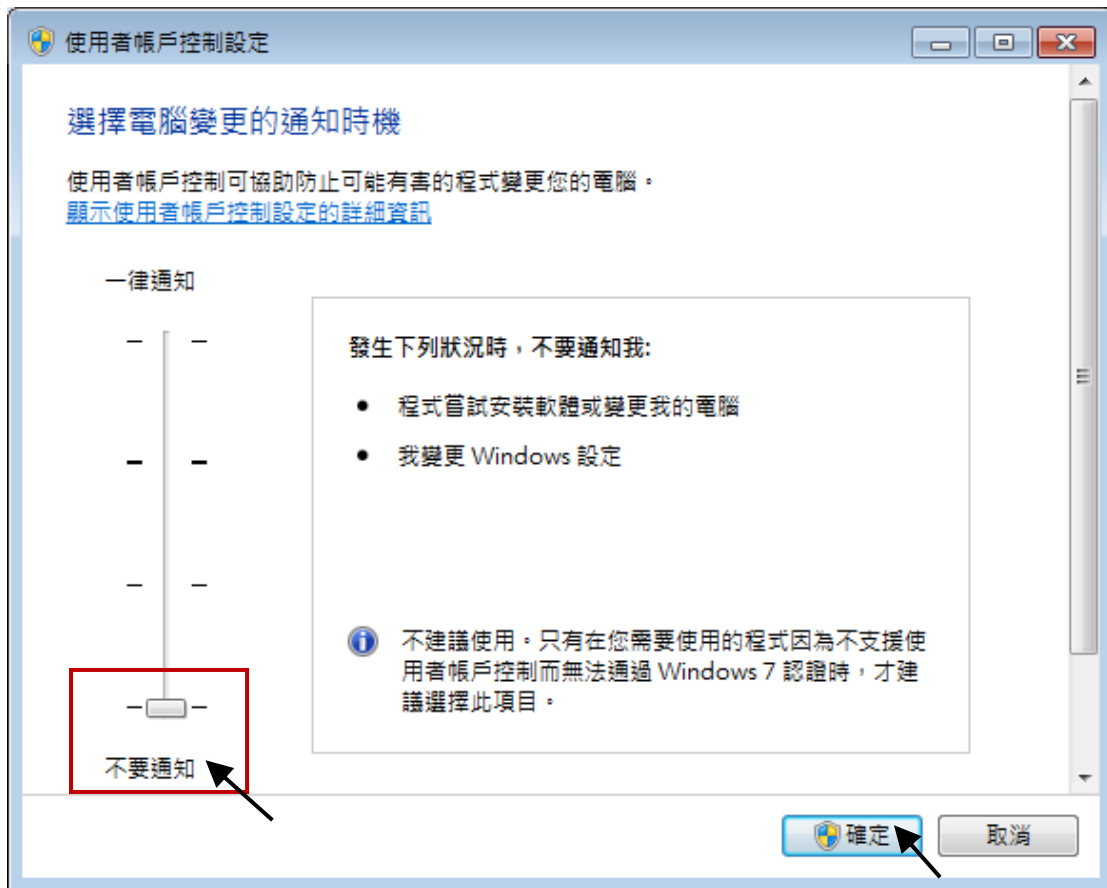 使用者帳戶控制設定
選擇電腦變更的通知時機
使用者帳戶控制可協助防止可能有害的程式變更您的電腦。
顯示使用者帳戶控制設定的詳細資訊
一律通知
發生下列狀況時，不要通知我:
• 程式嘗試安裝軟體或變更我的電腦
• 我變更 Windows 設定
不建議使用。只有在您需要使用的程式因為不支援使
用者帳戶控制而無法通過 Windows 7 認證時，才建
議選擇此項目。
不要通知
確定
取消